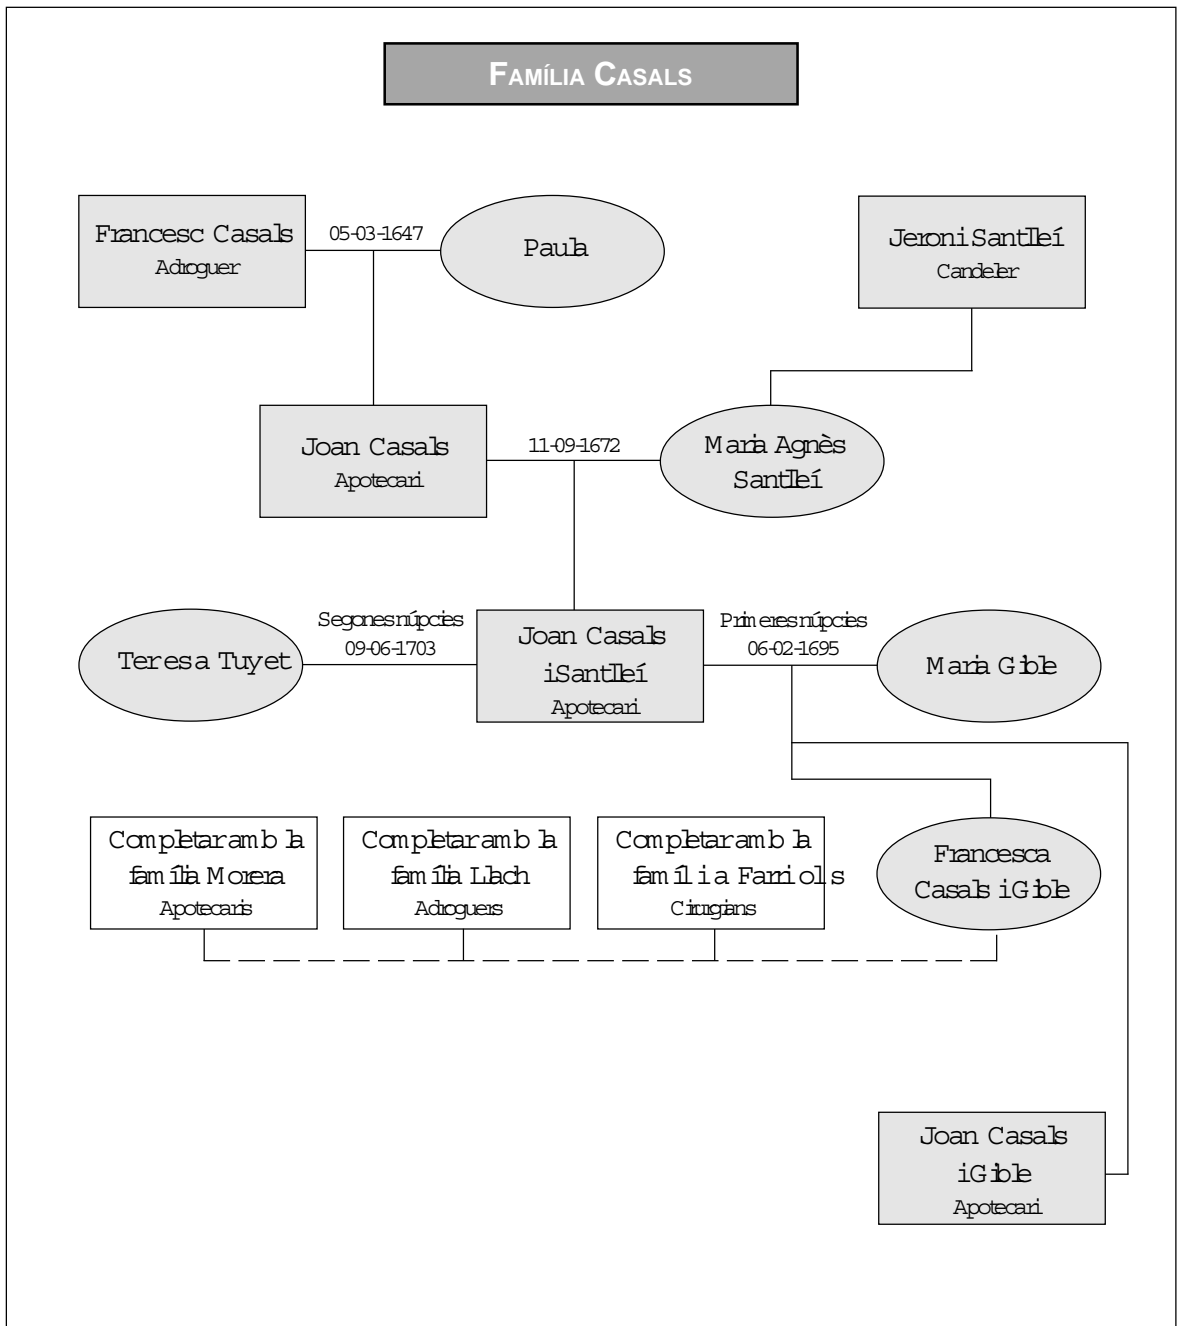 FAMÍLIA CASALS
Francesc Casals
Adroguer
05-03-1647
Paula
Jeroni Santlleí
Candeler
Joan Casals
Apotecari
11-09-1672
Maria Agnès
Santlleí
Teresa Tuyet
Segones núpcies
09-06-1703
Joan Casals
i Santlleí
Apotecari
Primeres núpcies
06-02-1695
Maria Gible
Completar amb la
família Morera
Apotecaris
Completar amb la
família Llach
Adroguers
Completar amb la
família Farriols
Cirurgians
Francesca
Casals i Gible
Joan Casals
i Gible
Apotecari